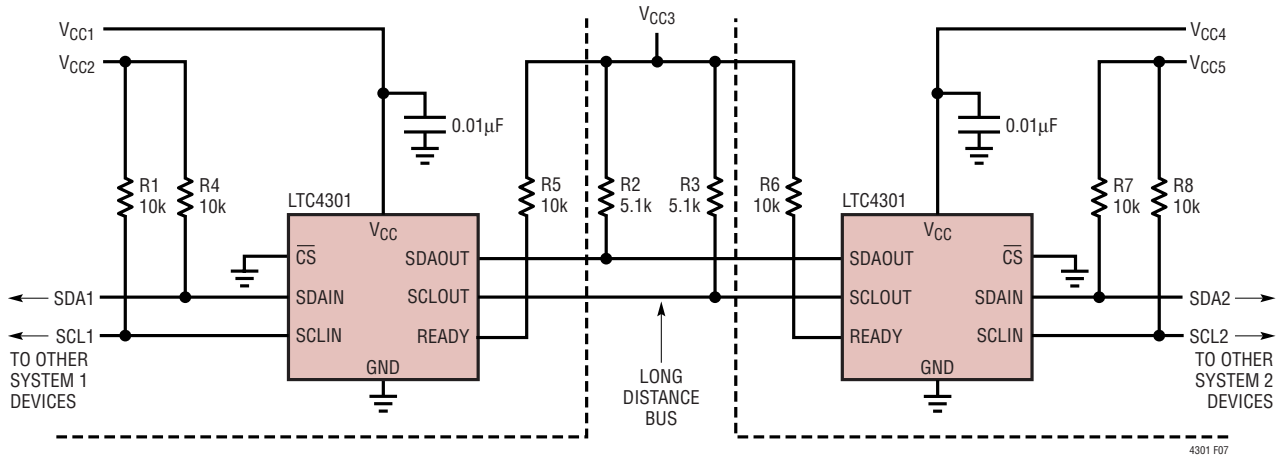 VCC1
VCC2
VCC3
VCC4
VCC5
0.01µF
0.01µF
R1
10k
R4
10k
R5
10k
R2
5.1k
R3
5.1k
R6
10k
R7
10k
R8
10k
LTC4301
VCC
CS
SDAIN
SCLIN
GND
SDAOUT
SCLOUT
READY
LTC4301
VCC
SDAOUT
SCLOUT
READY
GND
CS
SDAIN
SCLIN
SDA1
SCL1
TO OTHER
SYSTEM 1
DEVICES
LONG
DISTANCE
BUS
SDA2
SCL2
TO OTHER
SYSTEM 2
DEVICES
4301 F07